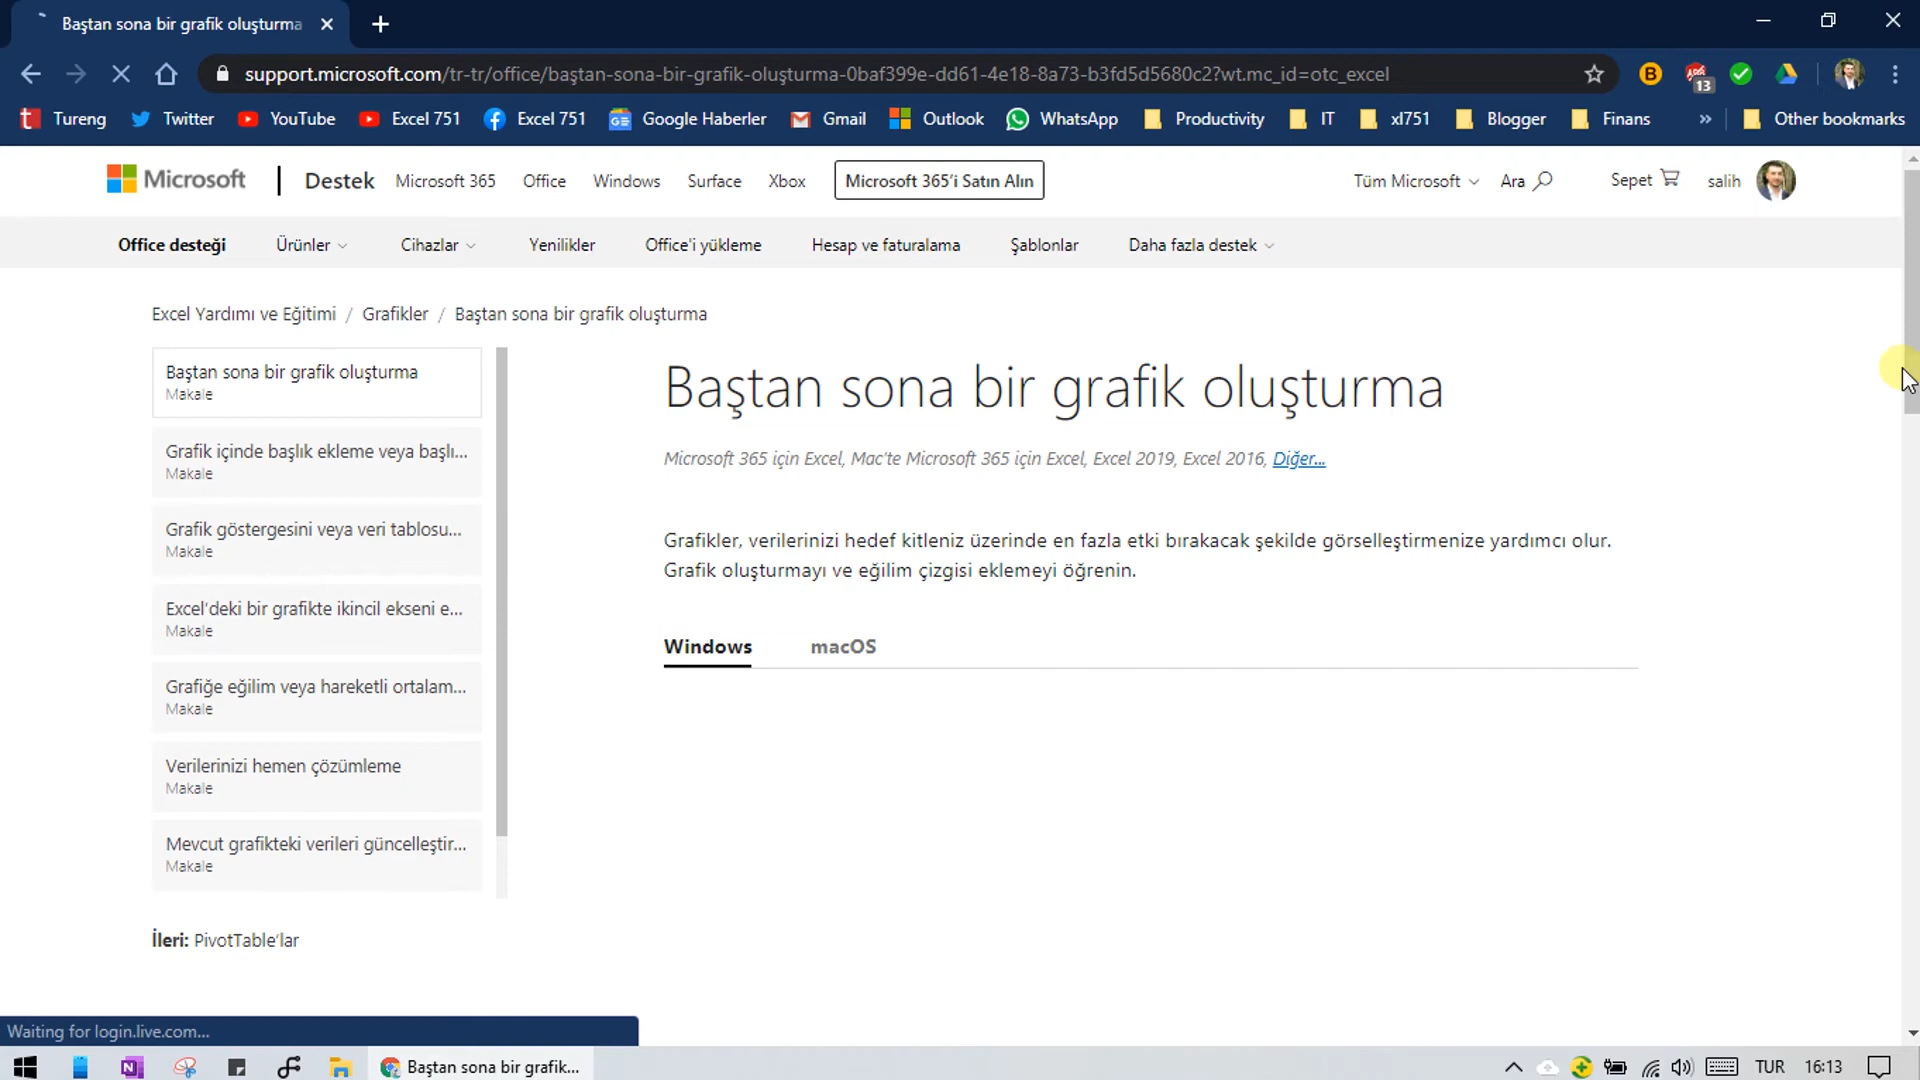 Baştan sona bir grafik oluşturma
support.microsoft.com/tr-tr/office/baştan-sona-bir-grafik-oluşturma-0baf399e-dd61-4e18-8a73-b3fd5d5680c2?wt.mc_id=otc_excel
13
Tureng Twitter YouTube Excel 751 Excel 751 Google Haberler Gmail Outlook WhatsApp Productivity IT xl751 Blogger Finans » Other bookmarks
Microsoft Destek Microsoft 365 Office Windows Surface Xbox Microsoft 365'i Satın Alın Tüm Microsoft Ara Sepet salih
Office desteği Ürünler Cihazlar Yenilikler Office'i yükleme Hesap ve faturalama Şablonlar Daha fazla destek
Excel Yardımı ve Eğitimi / Grafikler / Baştan sona bir grafik oluşturma
Baştan sona bir grafik oluşturma
Makale
Grafik içinde başlık ekleme veya başlı...
Makale
Grafik göstergesini veya veri tablosu...
Makale
Excel'deki bir grafikte ikincil ekseni e...
Makale
Grafiğe eğilim veya hareketli ortalam...
Makale
Verilerinizi hemen çözümleme
Makale
Mevcut grafikteki verileri güncelleştir...
Makale
İleri: PivotTable'lar
Baştan sona bir grafik oluşturma
Microsoft 365 için Excel, Mac'te Microsoft 365 için Excel, Excel 2019, Excel 2016, Diğer...
Grafikler, verilerinizi hedef kitleniz üzerinde en fazla etki bırakacak şekilde görselleştirmenize yardımcı olur.
Grafik oluşturmayı ve eğilim çizgisi eklemeyi öğrenin.
Windows macOS
Waiting for login.live.com...
Baştan sona bir grafik... TUR 16:13